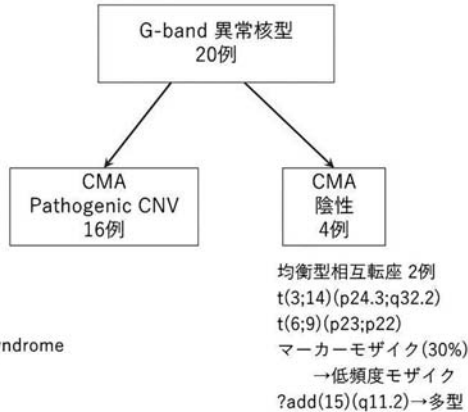 G-band 異常核型
20例
CMA
Pathogenic CNV
16例
CMA
陰性
4例
均衡型相互転座 2例
t(3;14)(p24.3;q32.2)
t(6;9)(p23;p22)
マーカーモザイク(30%)
→低頻度モザイク
?add(15)(q11.2)→多型